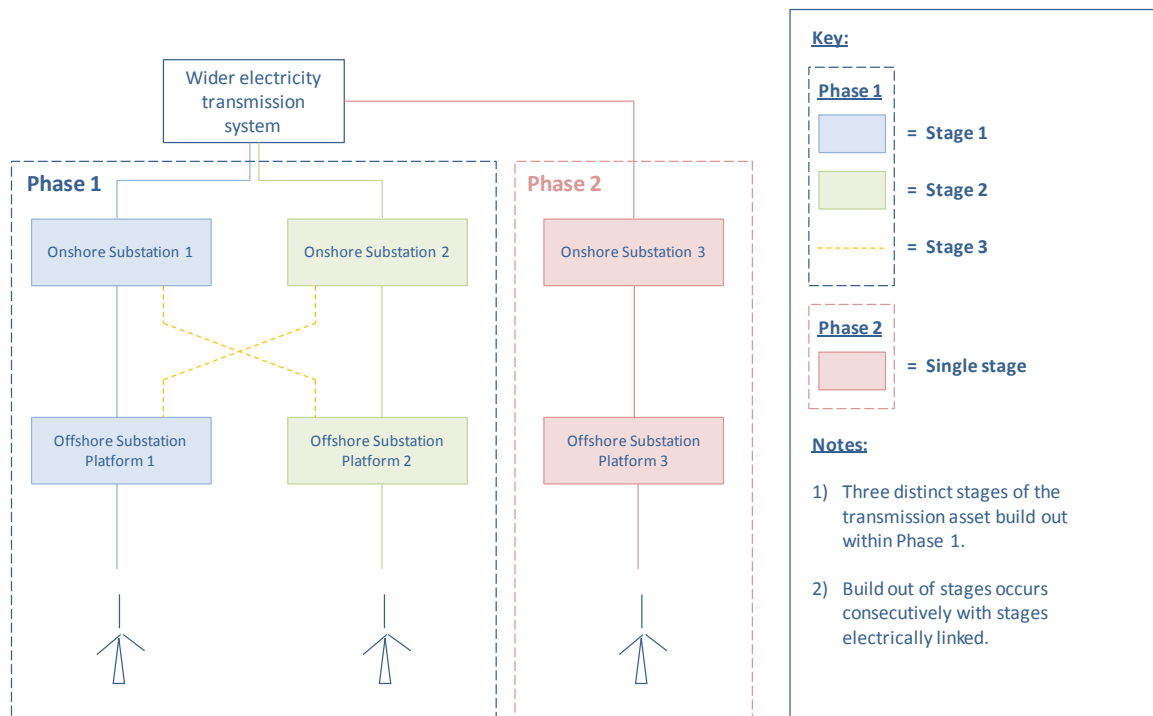 Wider electricity
transmission
system
Phase 1
Phase 2
Onshore Substation 1
Onshore Substation 2
Onshore Substation 3
Offshore Substation
Platform 1
Offshore Substation
Platform 2
Offshore Substation
Platform 3
Key:
Phase 1
= Stage 1
= Stage 2
= Stage 3
Phase 2
= Single stage
Notes:
1) Three distinct stages of the
transmission asset build out
within Phase 1.
2) Build out of stages occurs
consecutively with stages
electrically linked.